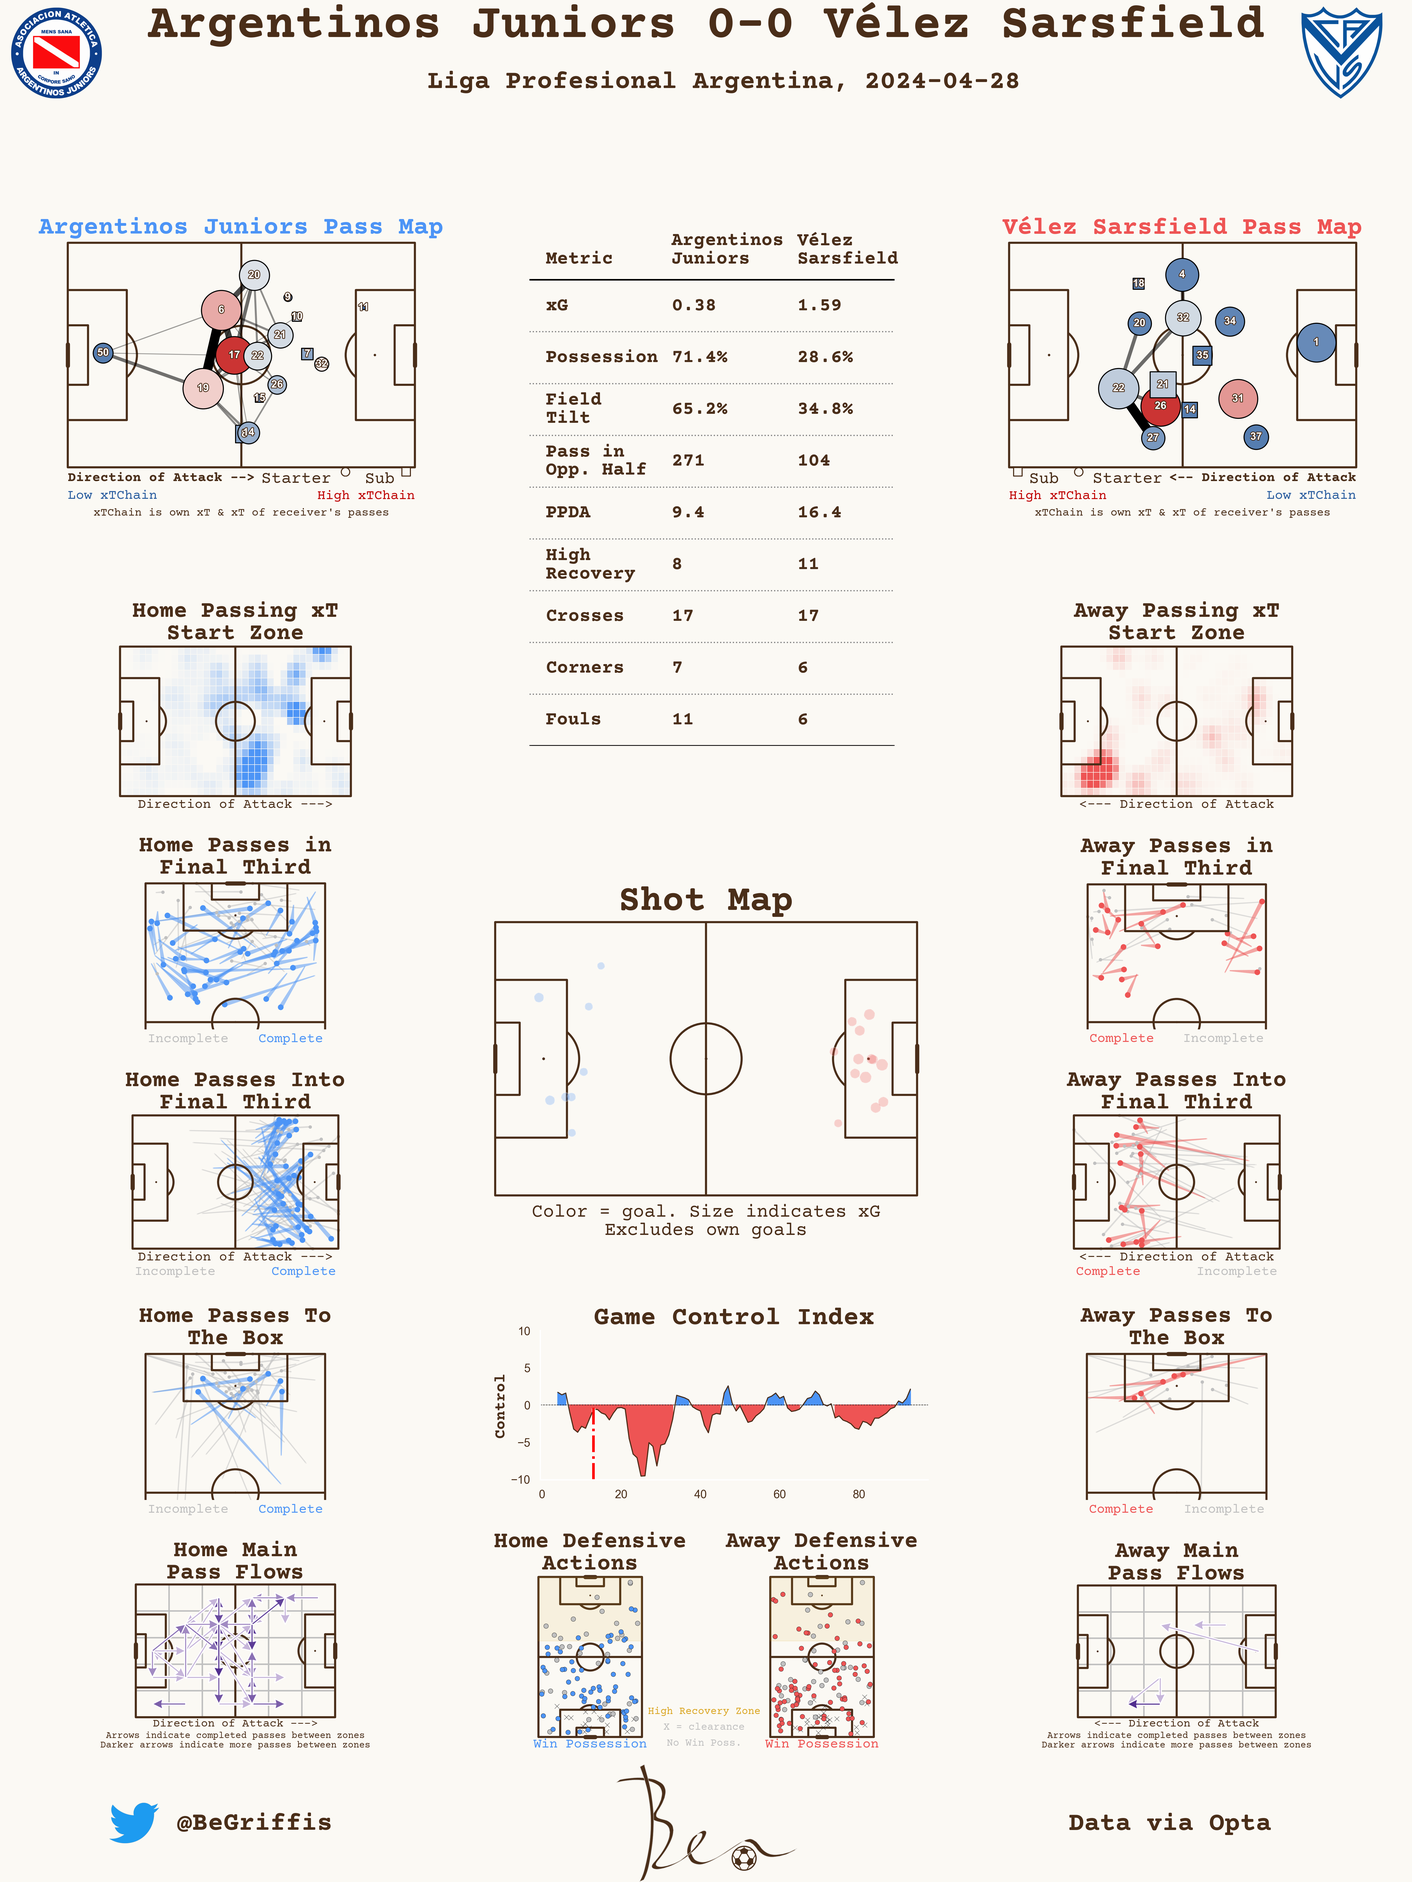 Argentinos Juniors 0-0 Vélez Sarsfield
Liga Profesional Argentina, 2024-04-28
ASOCIACION ATLETICA
MENS SANA
IN
CORPORE SANO
ARGENTINOS JUNIORS
Argentinos Juniors Pass Map
20
9
11
6
10
21
50
17
22
7
32
19
26
15
14
Direction of Attack --> Starter Sub
Low xTChain High xTChain
xTChain is own xT & xT of receiver's passes
Metric Argentinos Juniors Vélez Sarsfield
xG 0.38 1.59
Possession 71.4% 28.6%
Field Tilt 65.2% 34.8%
Pass in Opp. Half 271 104
PPDA 9.4 16.4
High Recovery 8 11
Crosses 17 17
Corners 7 6
Fouls 11 6
Vélez Sarsfield Pass Map
4
18
20
32
34
1
35
22
21
26
14
31
27
37
Sub Starter <-- Direction of Attack
High xTChain Low xTChain
xTChain is own xT & xT of receiver's passes
Home Passing xT
Start Zone
Direction of Attack --->
Away Passing xT
Start Zone
<--- Direction of Attack
Home Passes in
Final Third
Incomplete Complete
Away Passes in
Final Third
Complete Incomplete
Shot Map
Color = goal. Size indicates xG
Excludes own goals
Home Passes Into
Final Third
Direction of Attack --->
Incomplete Complete
Away Passes Into
Final Third
<--- Direction of Attack
Complete Incomplete
Home Passes To
The Box
Incomplete Complete
Game Control Index
Control
10
5
0
−5
−10
0 20 40 60 80
Away Passes To
The Box
Complete Incomplete
Home Main
Pass Flows
Direction of Attack --->
Arrows indicate completed passes between zones
Darker arrows indicate more passes between zones
Home Defensive
Actions
Win Possession
High Recovery Zone
X = clearance
No Win Poss.
Away Defensive
Actions
Win Possession
Away Main
Pass Flows
<--- Direction of Attack
Arrows indicate completed passes between zones
Darker arrows indicate more passes between zones
@BeGriffis
Ben
Data via Opta